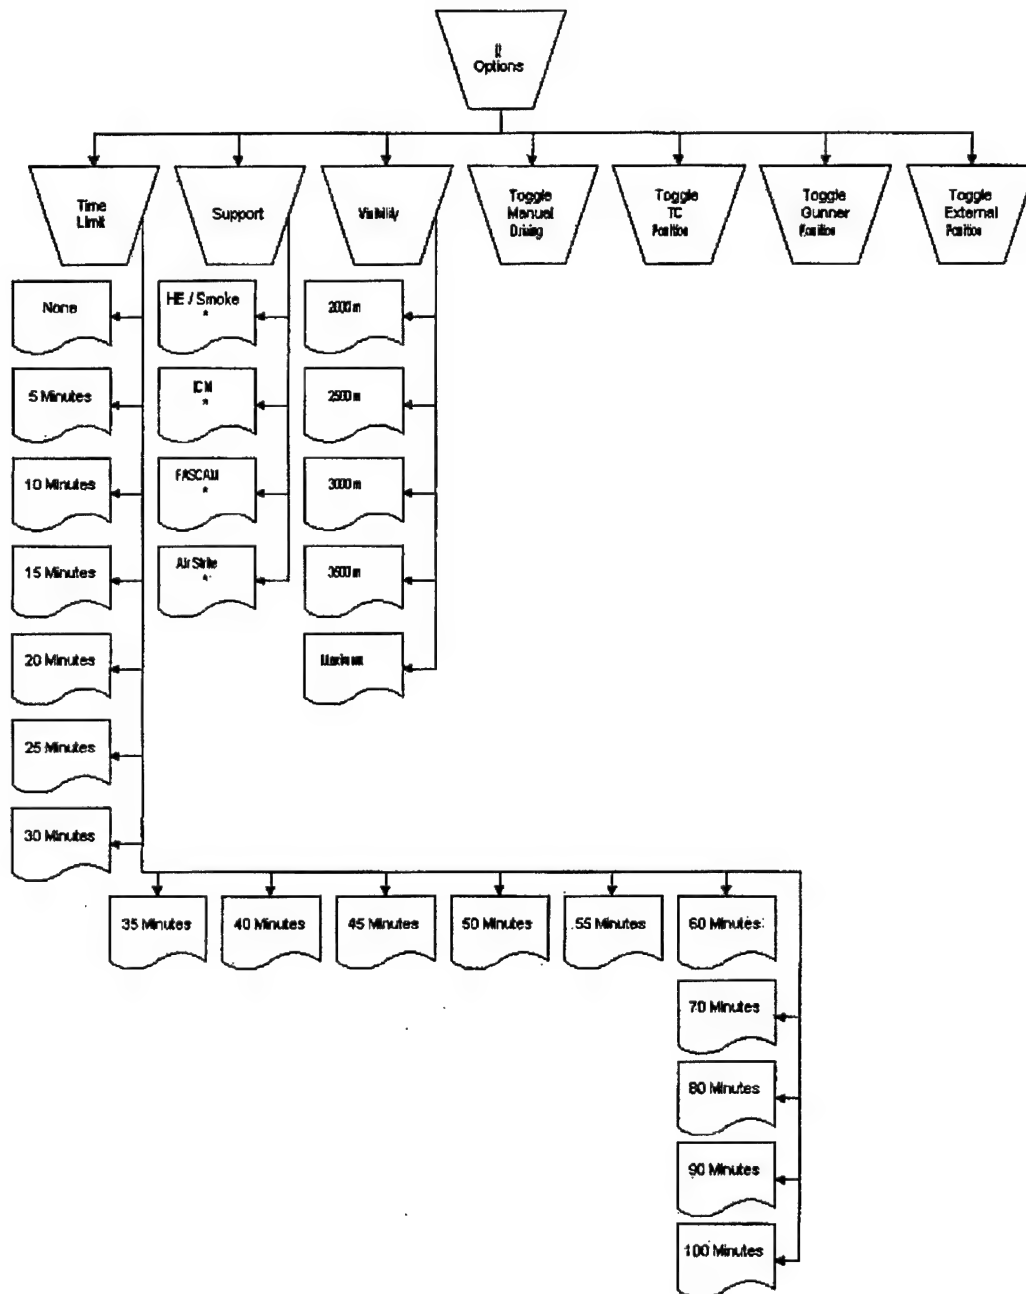 Options
Time
Limit
Support
Visibility
Toggle
Manual
Driving
Toggle
TC
Position
Toggle
Gunner
Position
Toggle
External
Position
None
5 Minutes
10 Minutes
15 Minutes
20 Minutes
25 Minutes
30 Minutes
HE / Smoke
*
ICM
*
FASCAM
*
Air Strike
*
2000 m
2500 m
3000 m
3500 m
Maximum
35 Minutes
40 Minutes
45 Minutes
50 Minutes
55 Minutes
60 Minutes
70 Minutes
80 Minutes
90 Minutes
100 Minutes